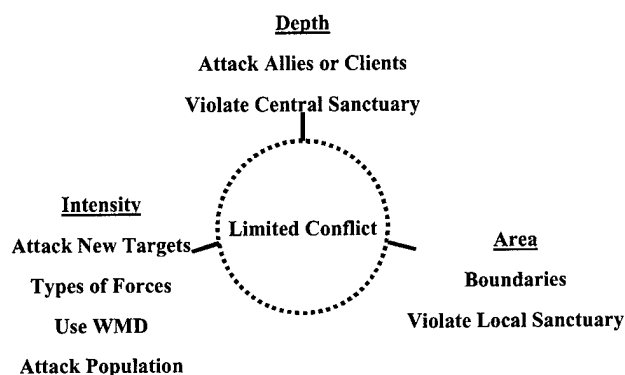 Depth
Attack Allies or Clients
Violate Central Sanctuary
Intensity
Attack New Targets
Types of Forces
Use WMD
Attack Population
Limited Conflict
Area
Boundaries
Violate Local Sanctuary